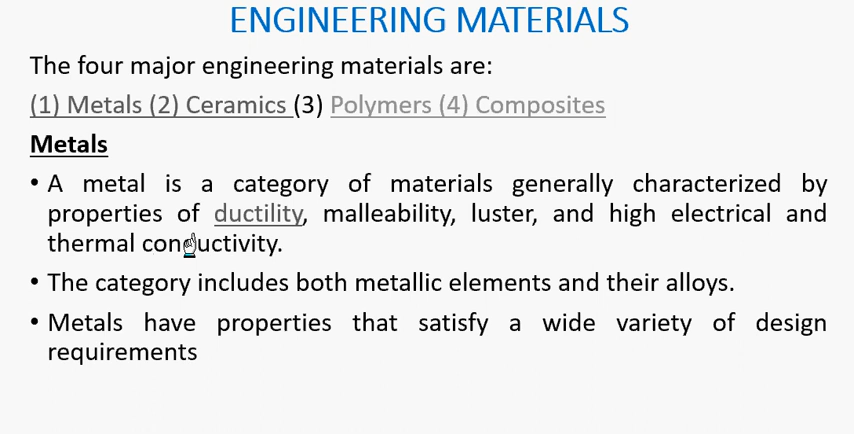 ENGINEERING MATERIALS
The four major engineering materials are:
(1) Metals (2) Ceramics (3) Polymers (4) Composites
Metals
• A metal is a category of materials generally characterized by
properties of ductility, malleability, luster, and high electrical and
thermal conductivity.
• The category includes both metallic elements and their alloys.
• Metals have properties that satisfy a wide variety of design
requirements